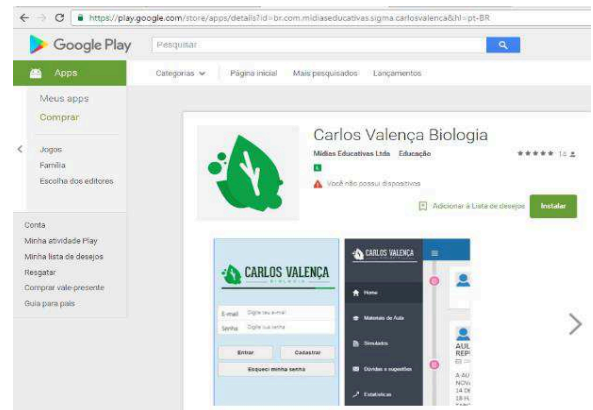 https://play.google.com/store/apps/details?id=br.com.midiaseducativas.sigma.carlosvalenca&hl=pt-BR
Google Play
Pesquisar
Apps
Categorias
Página inicial
Mais pesquisados
Lançamentos
Meus apps
Comprar
Jogos
Família
Escolha dos editores
Conta
Minha atividade Play
Minha lista de desejos
Resgatar
Comprar vale-presente
Guia para pais
Carlos Valença Biologia
Mídias Educativas Ltda Educação
L
Você não possui dispositivos
Adicionar à Lista de desejos
Instalar
CARLOS VALENÇA
BIOLOGIA
E-mail Digite seu e-mail
Senha Digite sua senha
Entrar Cadastrar
Esqueci minha senha
CARLOS VALENÇA
Home
Materiais de Aula
Simulados
Dúvidas e sugestões
Estatísticas